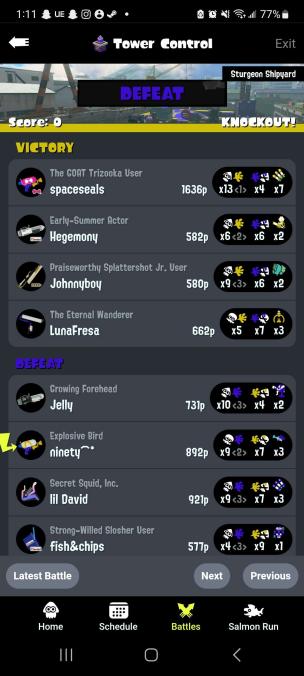 1:11 UE 77%
Tower Control Exit
Sturgeon Shipyard
DEFEAT
Score: 0 KNOCKOUT!
VICTORY
The GOAT Trizooka User
spaceseals 1636p x13<1> x4 x7
Early-Summer Actor
Hegemony 582p x6<2> x6 x2
Praiseworthy Splattershot Jr. User
Johnnyboy 580p x9<3> x6 x2
The Eternal Wanderer
LunaFresa 662p x5 x7 x3
DEFEAT
Growing Forehead
Jelly 731p x10<3> x4 x2
Explosive Bird
ninety⌒• 892p x9<2> x7 x3
Secret Squid, Inc.
lil David 921p x9<3> x7 x3
Strong-Willed Slosher User
fish&chips 577p x4<3> x9 x1
Latest Battle Next Previous
Home Schedule Battles Salmon Run